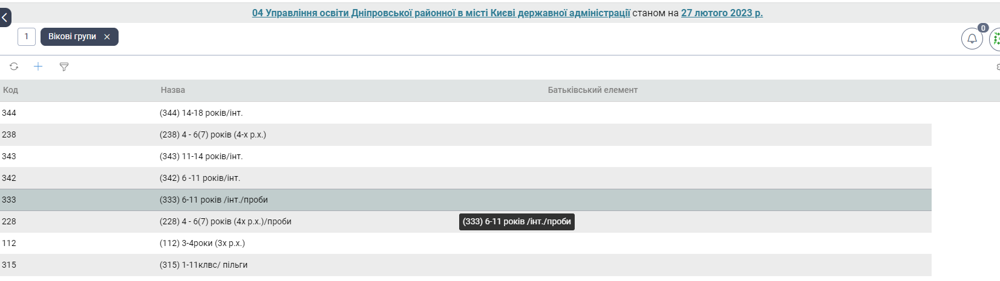 04 Управління освіти Дніпровської районної в місті Києві державної адміністрації станом на 27 лютого 2023 р.
0
1 Вікові групи
Код Назва Батьківський елемент
344 (344) 14-18 років/інт.
238 (238) 4 - 6(7) років (4-х р.х.)
343 (343) 11-14 років/інт.
342 (342) 6 -11 років/інт.
333 (333) 6-11 років /інт./проби
228 (228) 4 - 6(7) років (4х р.х.)/проби
(333) 6-11 років /інт./проби
112 (112) 3-4роки (3х р.х.)
315 (315) 1-11клвс/ пільги